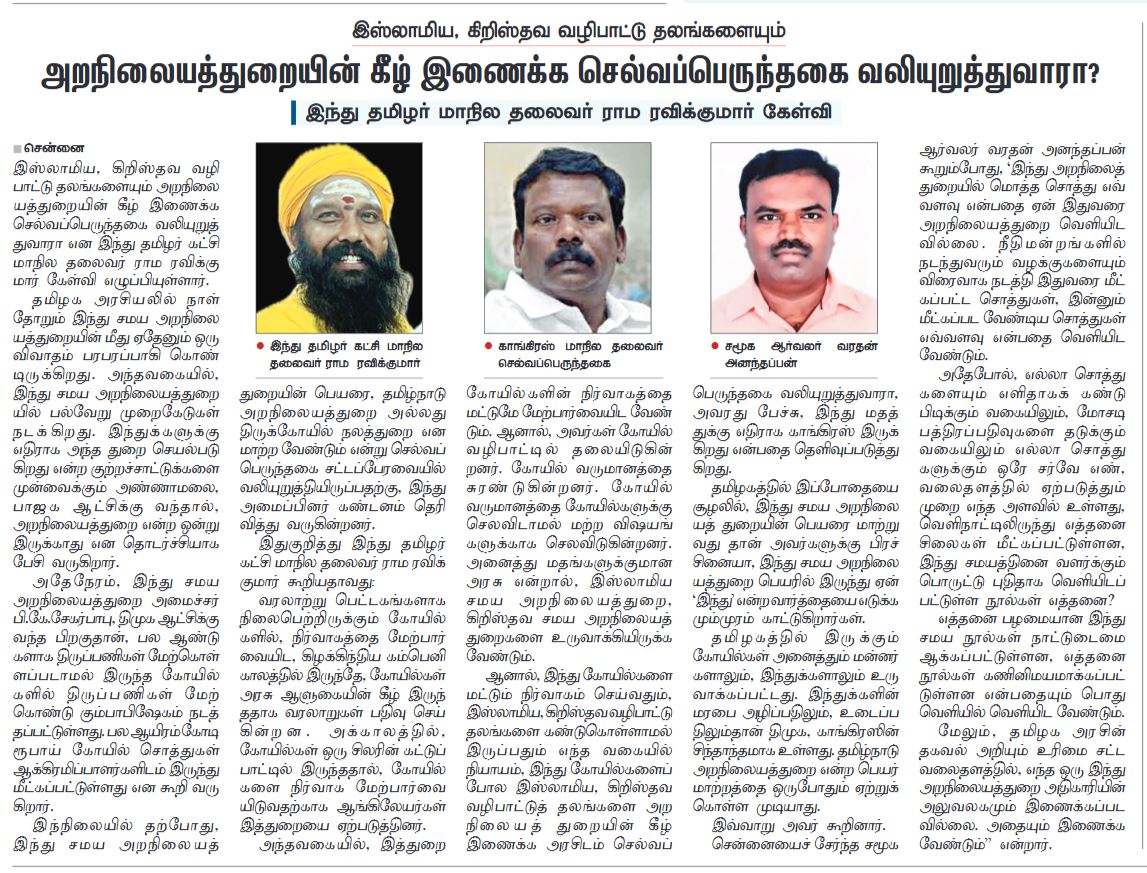 இஸ்லாமிய, கிறிஸ்தவ வழிபாட்டு தலங்களையும்
அறநிலையத்துறையின் கீழ் இணைக்க செல்வப்பெருந்தகை வலியுறுத்துவாரா?
இந்து தமிழர் மாநில தலைவர் ராம ரவிக்குமார் கேள்வி
சென்னை
இஸ்லாமிய, கிறிஸ்தவ வழி
பாட்டு தலங்களையும் அறநிலை
யத்துறையின் கீழ் இணைக்க
செல்வப்பெருந்தகை வலியுறுத்
துவாரா என இந்து தமிழர் கட்சி
மாநில தலைவர் ராம ரவிக்கு
மார் கேள்வி எழுப்பியுள்ளார்.
தமிழக அரசியலில் நாள்
தோறும் இந்து சமய அறநிலை
யத்துறையின் மீது ஏதேனும் ஒரு
விவாதம் பரபரப்பாகி கொண்
டிருக்கிறது. அந்தவகையில்,
இந்து சமய அறநிலையத்துறை
யில் பல்வேறு முறைகேடுகள்
நடக்கிறது. இந்துக்களுக்கு
எதிராக அந்த துறை செயல்படு
கிறது என்ற குற்றச்சாட்டுக்களை
முன்வைக்கும் அண்ணாமலை,
பாஜக ஆட்சிக்கு வந்தால்,
அறநிலையத்துறை என்ற ஒன்று
இருக்காது என தொடர்ச்சியாக
பேசி வருகிறார்.
அதேநேரம், இந்து சமய
அறநிலையத்துறை அமைச்சர்
பி.கே.சேகர்பாபு, திமுக ஆட்சிக்கு
வந்த பிறகுதான், பல ஆண்டு
களாக திருப்பணிகள் மேற்கொள்
ளப்படாமல் இருந்த கோயில்
களில் திருப்பணிகள் மேற்
கொண்டு கும்பாபிஷேகம் நடத்
தப்பட்டுள்ளது. பல ஆயிரம்கோடி
ரூபாய் கோயில் சொத்துகள்
ஆக்கிரமிப்பாளர்களிடம் இருந்து
மீட்கப்பட்டுள்ளது என கூறி வரு
கிறார்.
இந்நிலையில் தற்போது,
இந்து சமய அறநிலையத்
● இந்து தமிழர் கட்சி மாநில
தலைவர் ராம ரவிக்குமார்
துறையின் பெயரை, தமிழ்நாடு
அறநிலையத்துறை அல்லது
திருக்கோயில் நலத்துறை என
மாற்ற வேண்டும் என்று செல்வப்
பெருந்தகை சட்டப்பேரவையில்
வலியுறுத்தியிருப்பதற்கு, இந்து
அமைப்பினர் கண்டனம் தெரி
வித்து வருகின்றனர்.
இதுகுறித்து இந்து தமிழர்
கட்சி மாநில தலைவர் ராம ரவிக்
குமார் கூறியதாவது:
வரலாற்று பெட்டகங்களாக
நிலைபெற்றிருக்கும் கோயில்
களில், நிர்வாகத்தை மேற்பார்
வையிட, கிழக்கிந்திய கம்பெனி
காலத்தில் இருந்தே, கோயில்கள்
அரசு ஆளுகையின் கீழ் இருந்
ததாக வரலாறுகள் பதிவு செய்
கின்றன. அக்காலத்தில்,
கோயில்கள் ஒரு சிலரின் கட்டுப்
பாட்டில் இருந்ததால், கோயில்
களை நிர்வாக மேற்பார்வை
யிடுவதற்காக ஆங்கிலேயர்கள்
இத்துறையை ஏற்படுத்தினர்.
அந்தவகையில், இத்துறை
● காங்கிரஸ் மாநில தலைவர்
செல்வப்பெருந்தகை
கோயில்களின் நிர்வாகத்தை
மட்டுமே மேற்பார்வையிட வேண்
டும். ஆனால், அவர்கள் கோயில்
வழிபாட்டில் தலையிடுகின்
றனர். கோயில் வருமானத்தை
சுரண்டுகின்றனர். கோயில்
வருமானத்தை கோயில்களுக்கு
செலவிடாமல் மற்ற விஷயங்
களுக்காக செலவிடுகின்றனர்.
அனைத்து மதங்களுக்குமான
அரசு என்றால், இஸ்லாமிய
சமய அறநிலையத்துறை,
கிறிஸ்தவ சமய அறநிலையத்
துறைகளை உருவாக்கியிருக்க
வேண்டும்.
ஆனால், இந்துகோயில்களை
மட்டும் நிர்வாகம் செய்வதும்,
இஸ்லாமிய, கிறிஸ்தவ வழிபாட்டு
தலங்களை கண்டுகொள்ளாமல்
இருப்பதும் எந்த வகையில்
நியாயம், இந்து கோயில்களைப்
போல இஸ்லாமிய, கிறிஸ்தவ
வழிபாட்டுத் தலங்களை அற
நிலையத் துறையின் கீழ்
இணைக்க அரசிடம் செல்வப்
● சமூக ஆர்வலர் வரதன்
அனந்தப்பன்
பெருந்தகை வலியுறுத்துவாரா,
அவரது பேச்சு, இந்து மதத்
துக்கு எதிராக காங்கிரஸ் இருக்
கிறது என்பதை தெளிவுப்படுத்து
கிறது.
தமிழகத்தில் இப்போதைய
சூழலில், இந்து சமய அறநிலை
யத் துறையின் பெயரை மாற்று
வது தான் அவர்களுக்கு பிரச்
சினையா, இந்து சமய அறநிலை
யத்துறை பெயரில் இருந்து ஏன்
'இந்து' என்ற வார்த்தையை எடுக்க
மும்முரம் காட்டுகிறார்கள்.
தமிழகத்தில் இருக்கும்
கோயில்கள் அனைத்தும் மன்னர்
களாலும், இந்துக்களாலும் உரு
வாக்கப்பட்டது. இந்துக்களின்
மரபை அழிப்பதிலும், உடைப்ப
திலும்தான் திமுக, காங்கிரஸின்
சித்தாந்தமாக உள்ளது. தமிழ்நாடு
அறநிலையத்துறை என்ற பெயர்
மாற்றத்தை ஒருபோதும் ஏற்றுக்
கொள்ள முடியாது.
இவ்வாறு அவர் கூறினார்.
சென்னையைச் சேர்ந்த சமூக
ஆர்வலர் வரதன் அனந்தப்பன்
கூறும்போது, 'இந்து அறநிலைத்
துறையில் மொத்த சொத்து எவ்
வளவு என்பதை ஏன் இதுவரை
அறநிலையத்துறை வெளியிட
வில்லை. நீதிமன்றங்களில்
நடந்துவரும் வழக்குகளையும்
விரைவாக நடத்தி இதுவரை மீட்
கப்பட்ட சொத்துகள், இன்னும்
மீட்கப்பட வேண்டிய சொத்துகள்
எவ்வளவு என்பதை வெளியிட
வேண்டும்.
அதேபோல், எல்லா சொத்து
களையும் எளிதாகக் கண்டு
பிடிக்கும் வகையிலும், மோசடி
பத்திரப்பதிவுகளை தடுக்கும்
வகையிலும் எல்லா சொத்து
களுக்கும் ஒரே சர்வே எண்,
வலைதளத்தில் ஏற்படுத்தும்
முறை எந்த அளவில் உள்ளது,
வெளிநாட்டிலிருந்து எத்தனை
சிலைகள் மீட்கப்பட்டுள்ளன,
இந்து சமயத்தினை வளர்க்கும்
பொருட்டு புதிதாக வெளியிடப்
பட்டுள்ள நூல்கள் எத்தனை?
எத்தனை பழமையான இந்து
சமய நூல்கள் நாட்டுடைமை
ஆக்கப்பட்டுள்ளன, எத்தனை
நூல்கள் கணினிமயமாக்கப்பட்
டுள்ளன என்பதையும் பொது
வெளியில் வெளியிட வேண்டும்.
மேலும், தமிழக அரசின்
தகவல் அறியும் உரிமை சட்ட
வலைதளத்தில், எந்த ஒரு இந்து
அறநிலையத்துறை அதிகாரியின்
அலுவலகமும் இணைக்கப்பட
வில்லை. அதையும் இணைக்க
வேண்டும்” என்றார்.